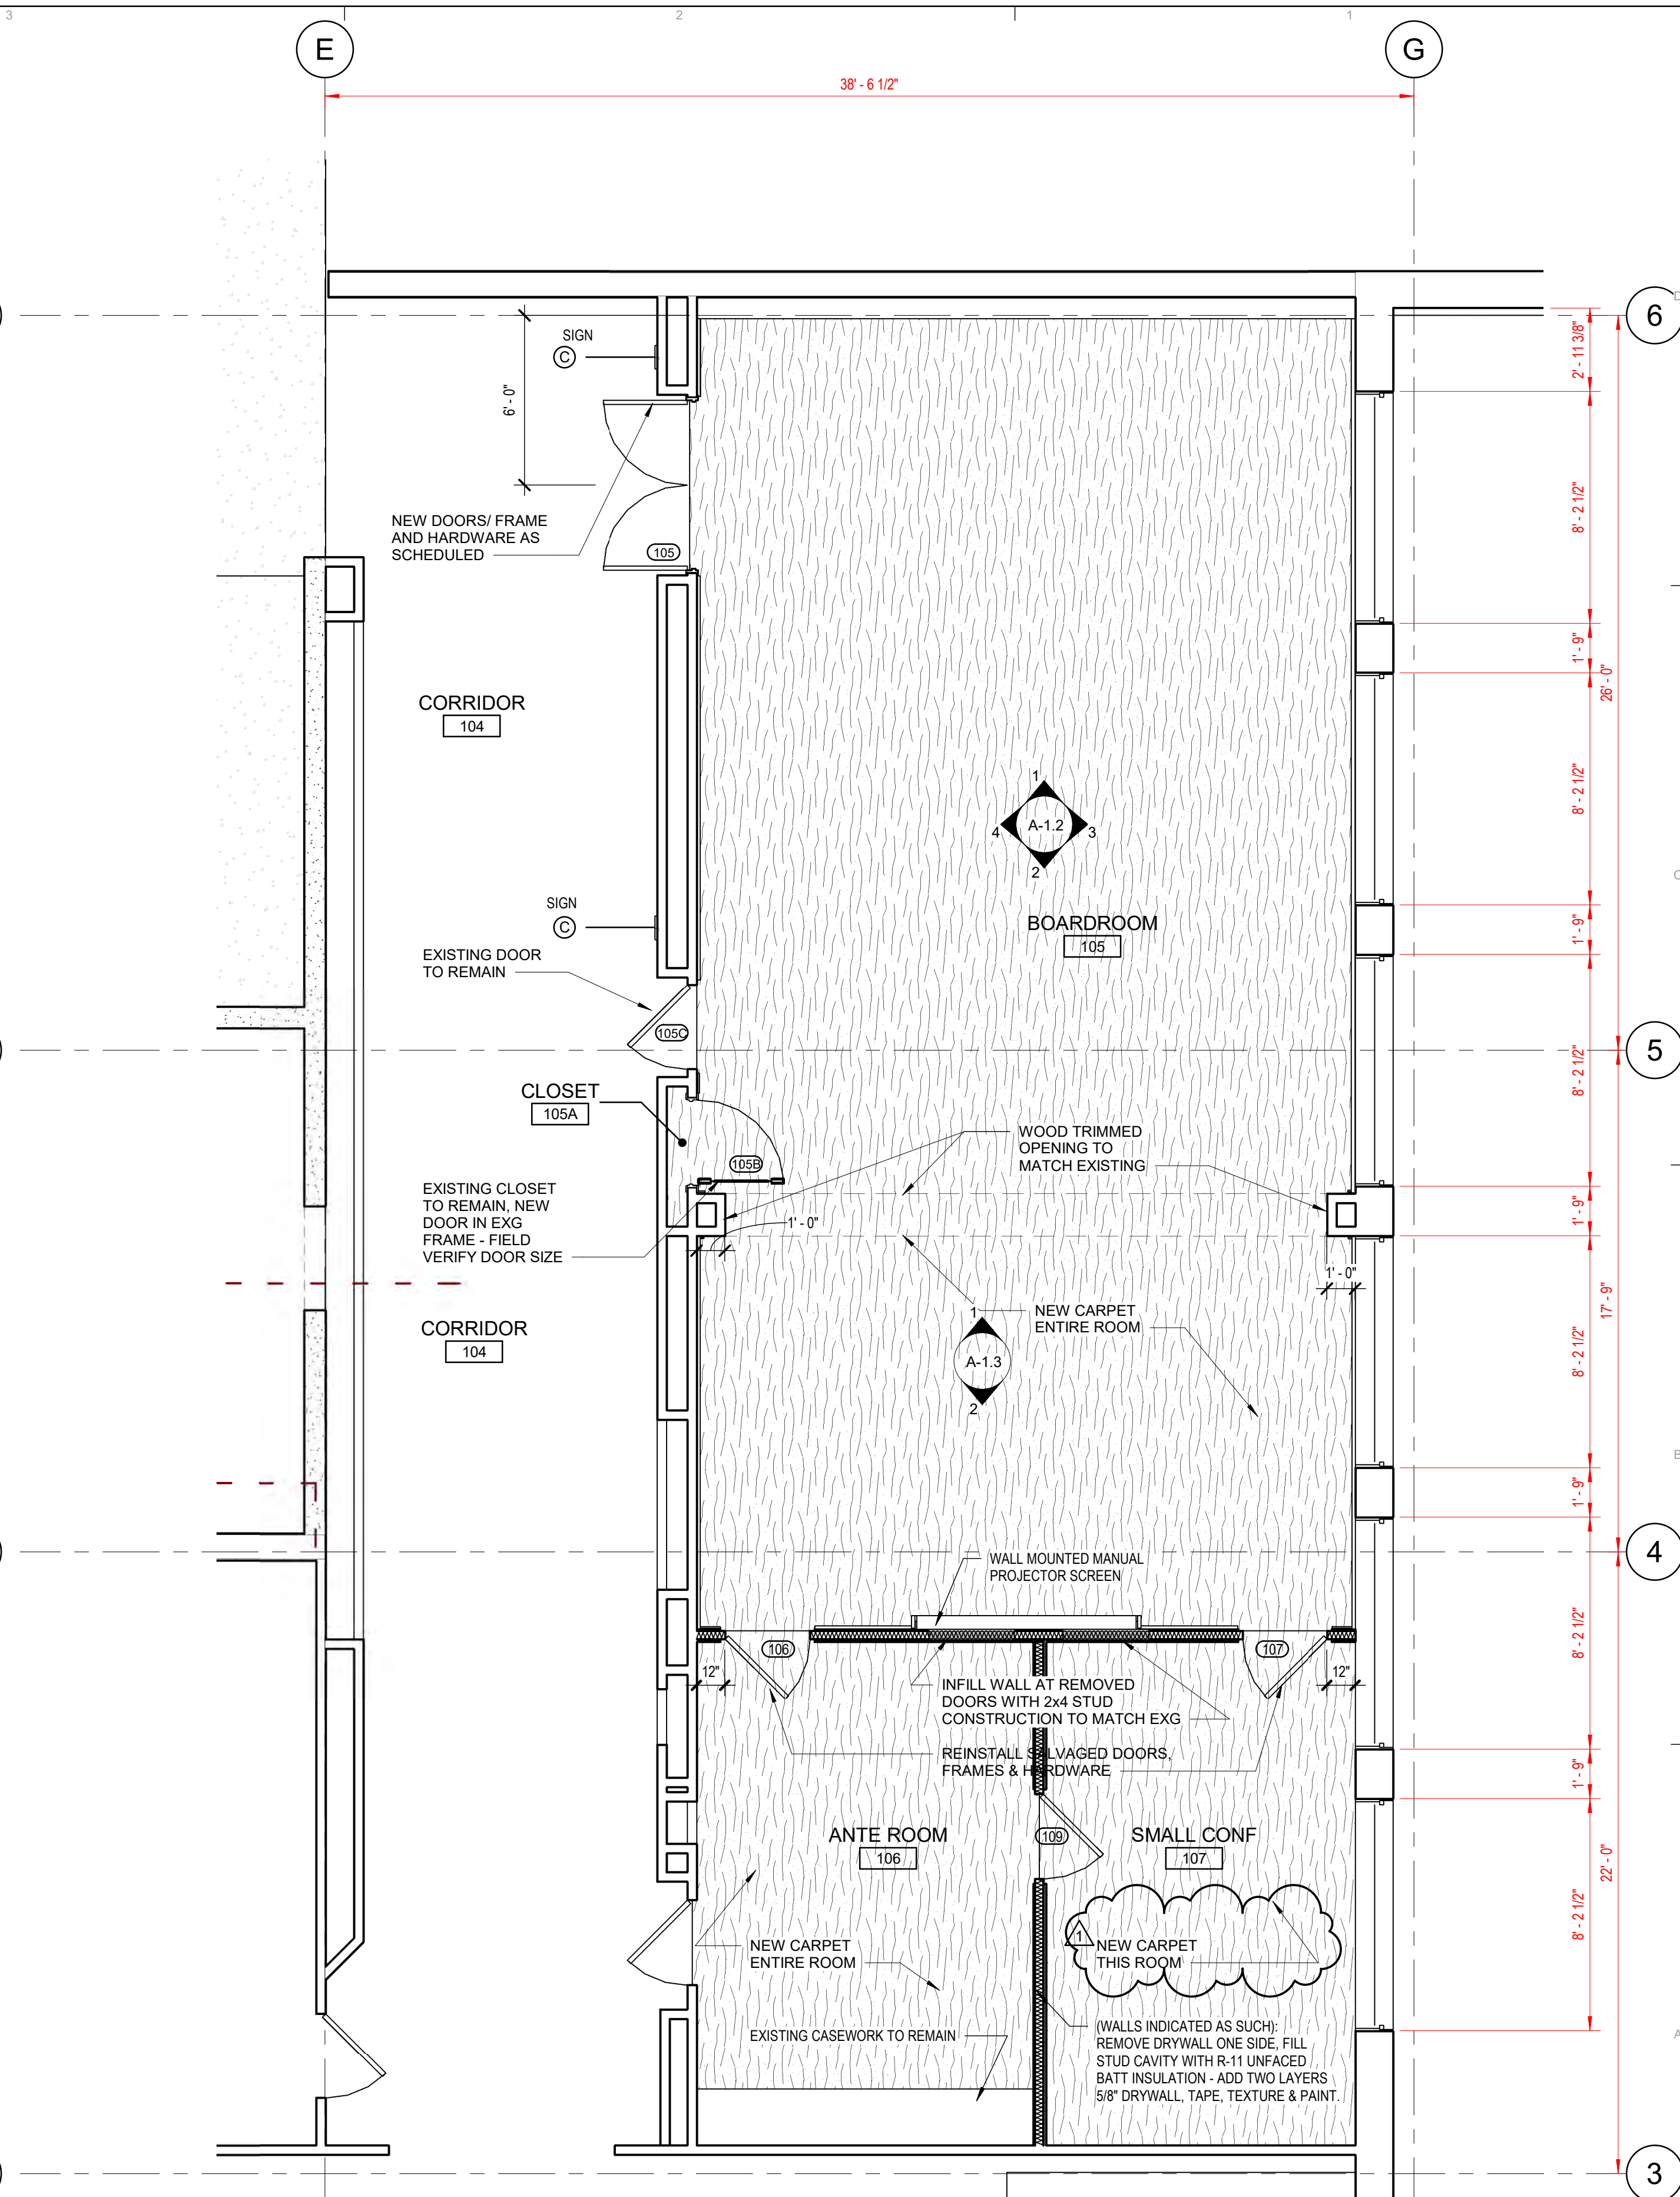 3
2
1
E
G
38' - 6 1/2"
6
D
SIGN
C
2' - 11 3/8"
6' - 0"
8' - 2 1/2"
NEW DOORS/ FRAME
AND HARDWARE AS
SCHEDULED
105
1' - 9"
26' - 0"
CORRIDOR
104
8' - 2 1/2"
1
4
A-1.2
3
2
C
SIGN
C
BOARDROOM
105
1' - 9"
EXISTING DOOR
TO REMAIN
105C
5
8' - 2 1/2"
CLOSET
105A
WOOD TRIMMED
OPENING TO
MATCH EXISTING
105B
EXISTING CLOSET
TO REMAIN, NEW
DOOR IN EXG
FRAME - FIELD
VERIFY DOOR SIZE
1' - 0"
1' - 9"
1' - 0"
17' - 9"
CORRIDOR
104
1
A-1.3
2
NEW CARPET
ENTIRE ROOM
8' - 2 1/2"
B
1' - 9"
4
WALL MOUNTED MANUAL
PROJECTOR SCREEN
106
107
8' - 2 1/2"
12"
12"
INFILL WALL AT REMOVED
DOORS WITH 2x4 STUD
CONSTRUCTION TO MATCH EXG
REINSTALL SALVAGED DOORS,
FRAMES & HARDWARE
1' - 9"
ANTE ROOM
106
109
SMALL CONF
107
22' - 0"
8' - 2 1/2"
NEW CARPET
ENTIRE ROOM
1
NEW CARPET
THIS ROOM
EXISTING CASEWORK TO REMAIN
(WALLS INDICATED AS SUCH):
REMOVE DRYWALL ONE SIDE, FILL
STUD CAVITY WITH R-11 UNFACED
BATT INSULATION - ADD TWO LAYERS
5/8" DRYWALL, TAPE, TEXTURE & PAINT.
A
3